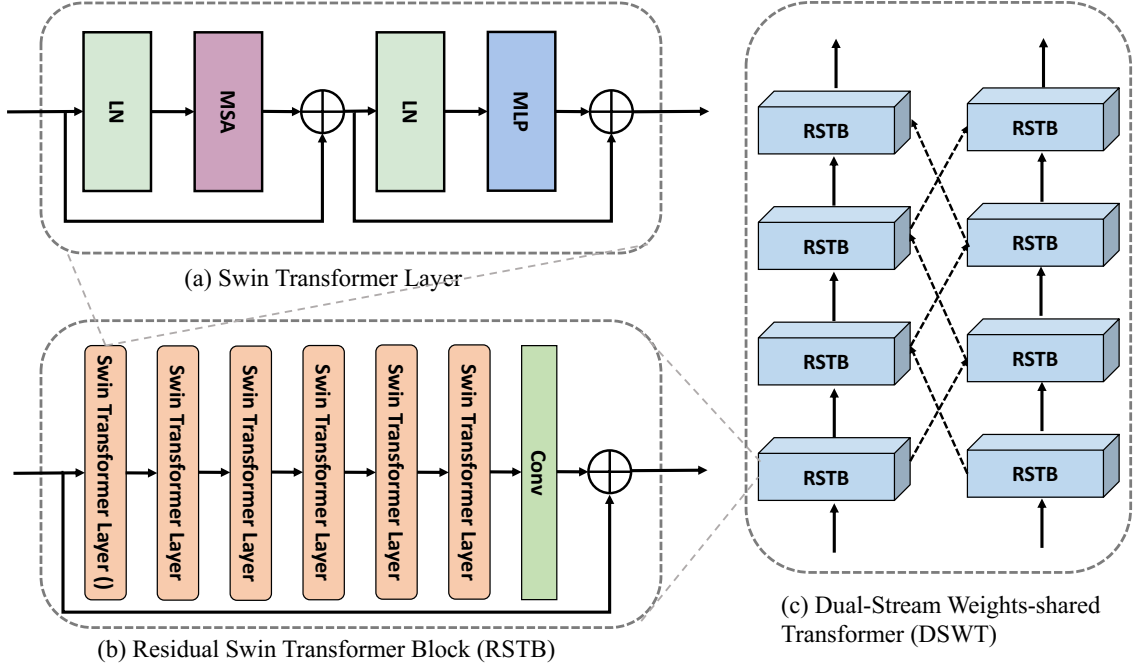 LN
MSA
LN
MLP
(a) Swin Transformer Layer
Swin Transformer Layer ()
Swin Transformer Layer
Swin Transformer Layer
Swin Transformer Layer
Swin Transformer Layer
Swin Transformer Layer
Conv
(b) Residual Swin Transformer Block (RSTB)
RSTB
RSTB
RSTB
RSTB
RSTB
RSTB
RSTB
RSTB
(c) Dual-Stream Weights-shared
Transformer (DSWT)